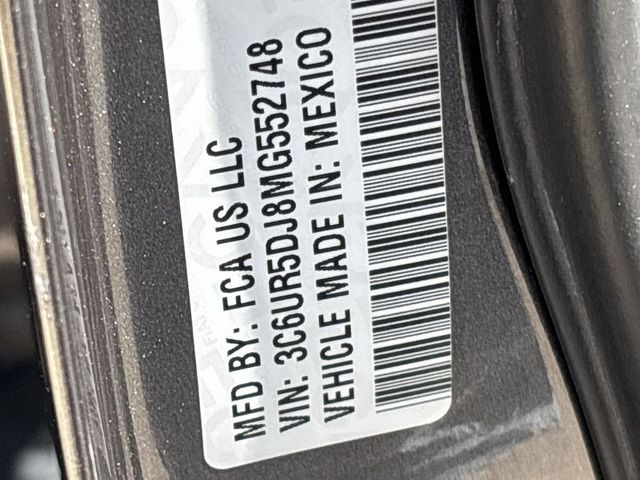 MFD BY: FCA US LLC
VIN: 3C6UR5DJ8MG552748
VEHICLE MADE IN: MEXICO